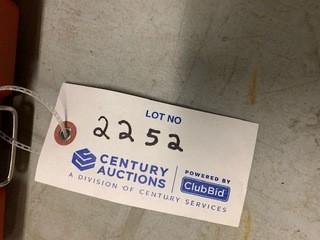 LOT NO
2252
CENTURY
AUCTIONS
A DIVISION OF CENTURY SERVICES
POWERED BY
ClubBid